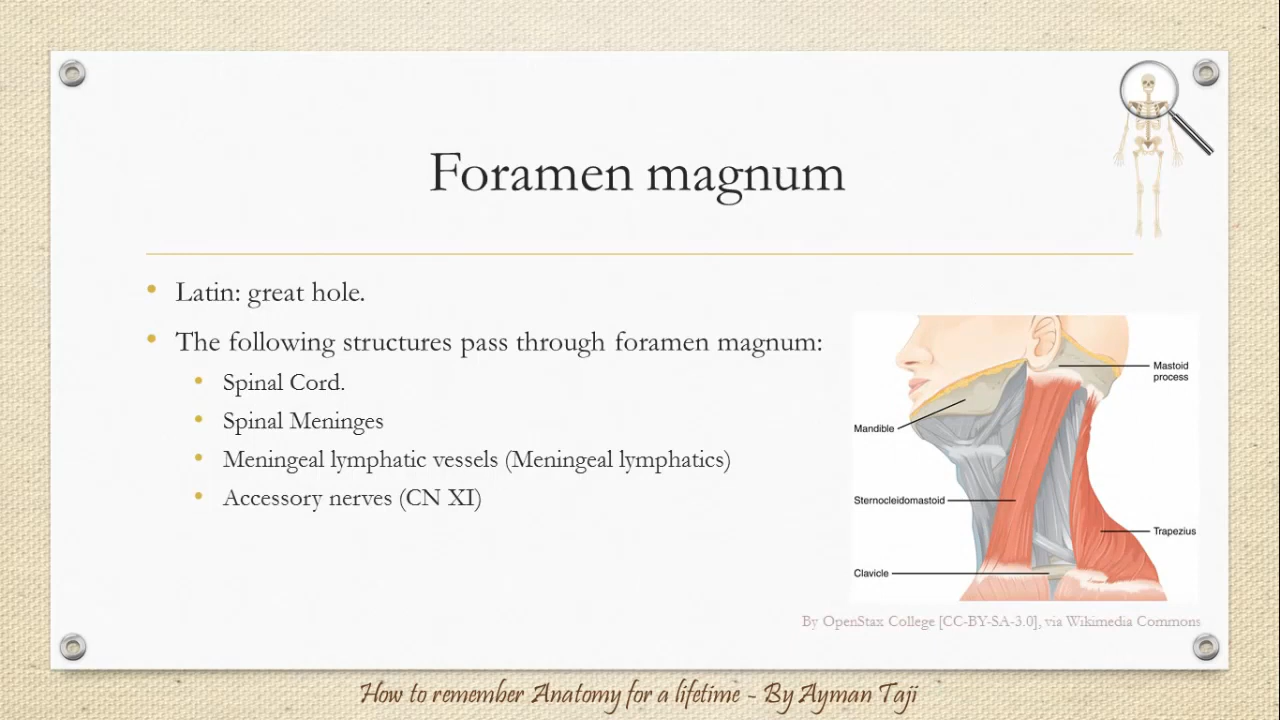 Foramen magnum
• Latin: great hole.
• The following structures pass through foramen magnum:
• Spinal Cord.
• Spinal Meninges
• Meningeal lymphatic vessels (Meningeal lymphatics)
• Accessory nerves (CN XI)
Mastoid
process
Mandible
Sternocleidomastoid
Trapezius
Clavicle
By OpenStax College [CC-BY-SA-3.0], via Wikimedia Commons
How to remember Anatomy for a lifetime - By Ayman Taji